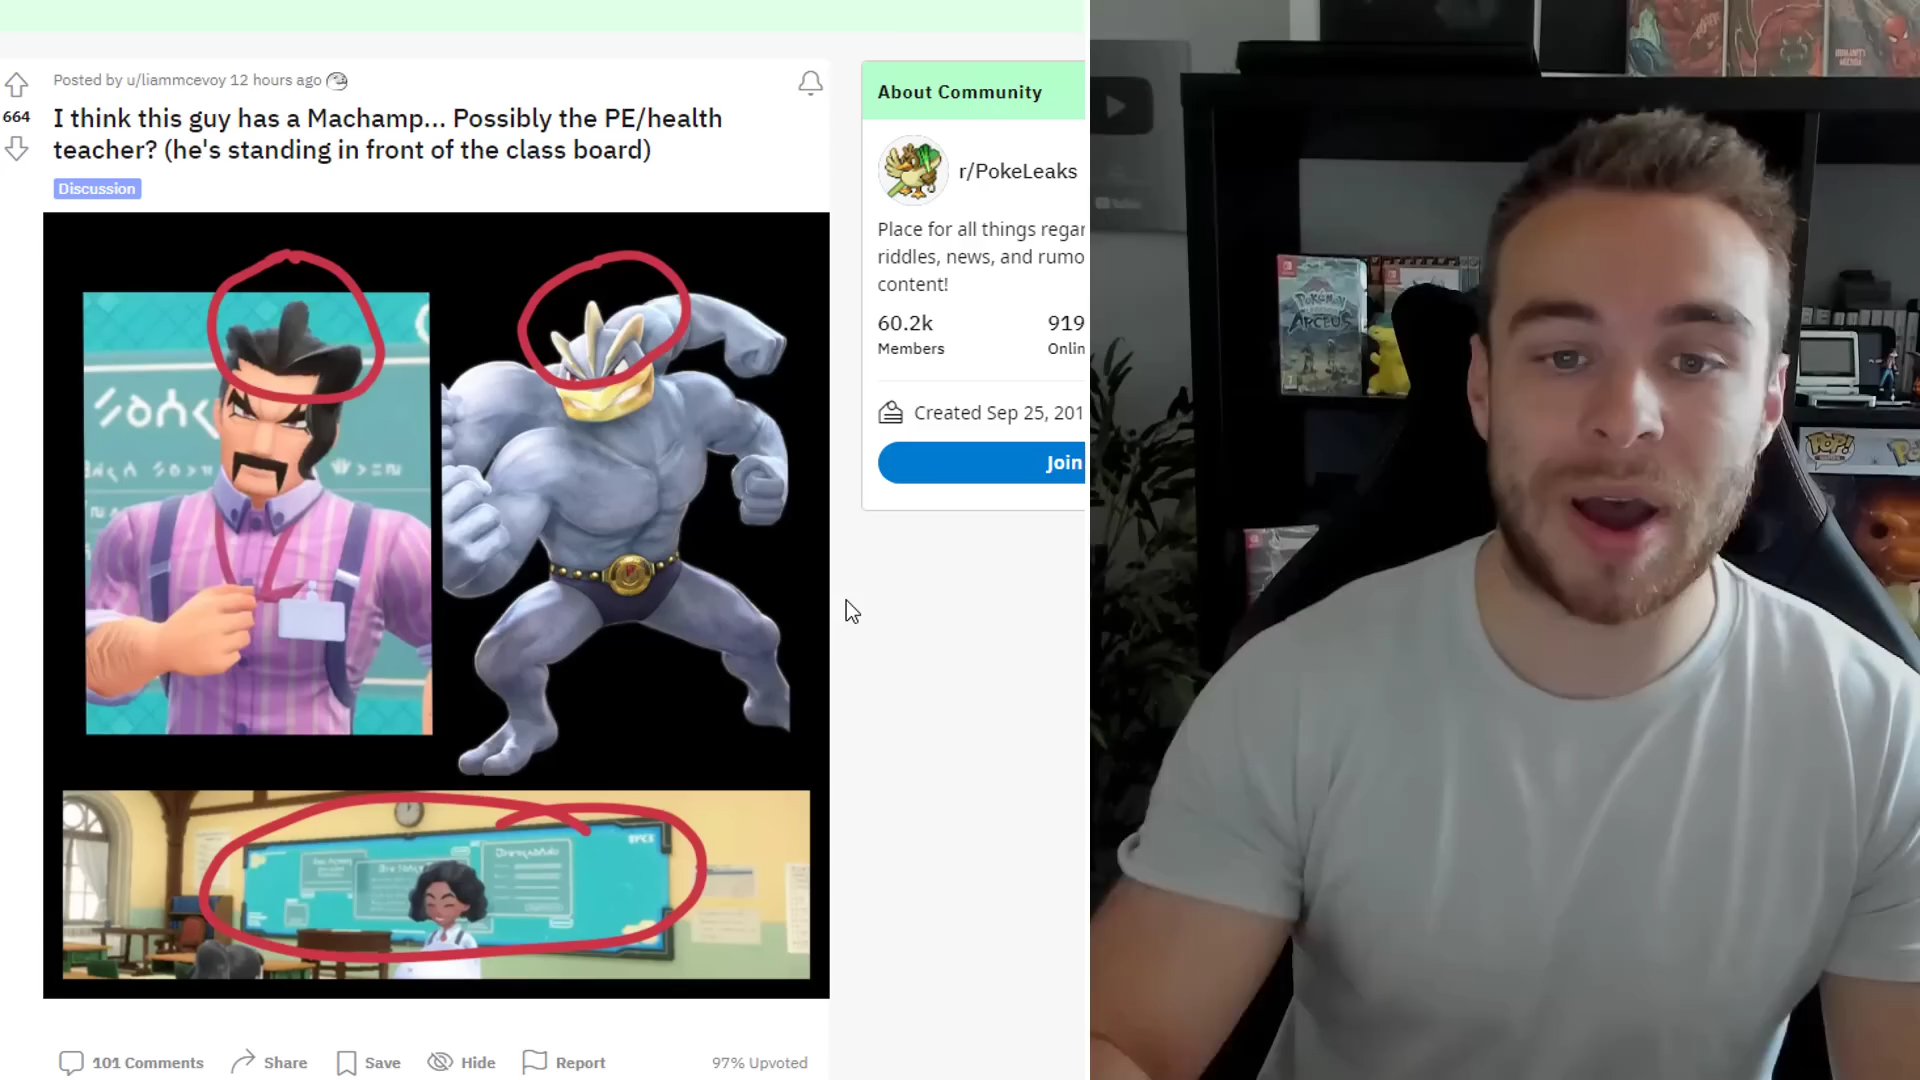 Posted by u/liammcevoy 12 hours ago
664
I think this guy has a Machamp... Possibly the PE/health
teacher? (he's standing in front of the class board)
Discussion
101 Comments
Share
Save
Hide
Report
97% Upvoted
About Community
r/PokeLeaks
Place for all things regar
riddles, news, and rumo
content!
60.2k
919
Members
Onlin
Created Sep 25, 201
Join
POKÉMON
ARCEUS
POP!